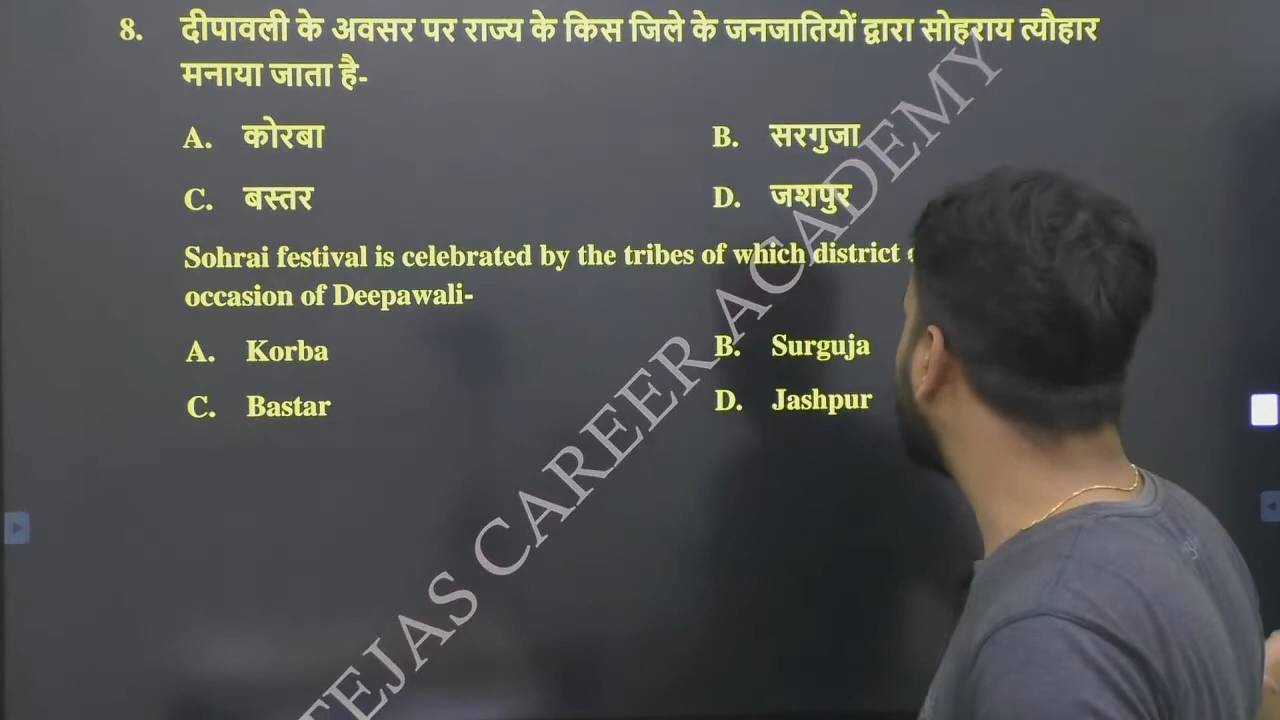 8. दीपावली के अवसर पर राज्य के किस जिले के जनजातियों द्वारा सोहराय त्यौहार
मनाया जाता है-
A. कोरबा B. सरगुजा
C. बस्तर D. जशपुर
Sohrai festival is celebrated by the tribes of which district
occasion of Deepawali-
A. Korba B. Surguja
C. Bastar D. Jashpur
TEJAS CAREER ACADEMY